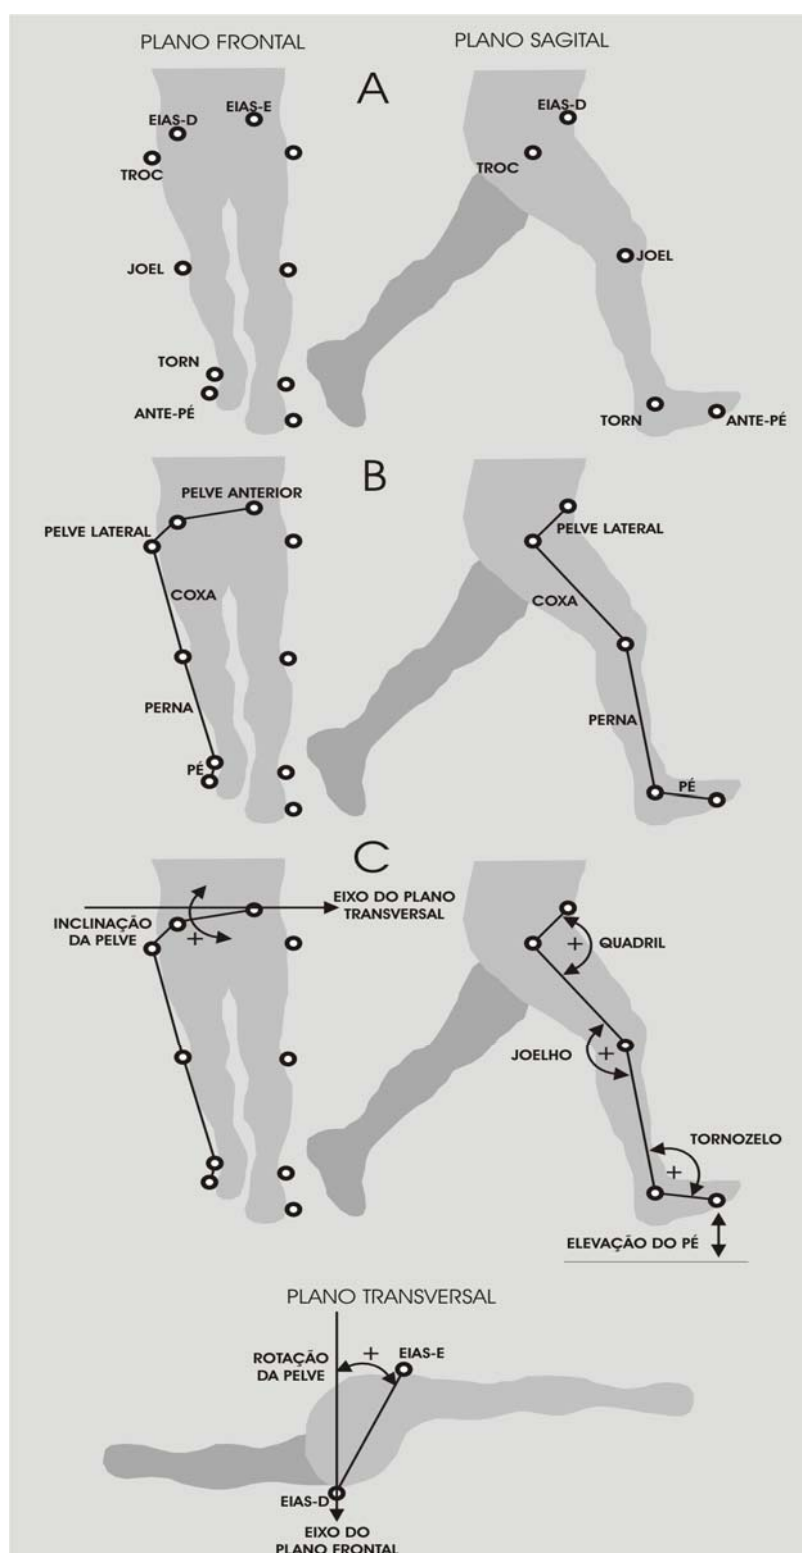 PLANO FRONTAL
PLANO SAGITAL
A
EIAS-D
EIAS-E
TROC
JOEL
TORN
ANTE-PÉ
EIAS-D
TROC
JOEL
TORN
ANTE-PÉ
B
PELVE ANTERIOR
PELVE LATERAL
COXA
PERNA
PÉ
PELVE LATERAL
COXA
PERNA
PÉ
C
EIXO DO PLANO
TRANSVERSAL
INCLINAÇÃO
DA PELVE
+
+
QUADRIL
JOELHO
+
TORNOZELO
+
ELEVAÇÃO DO PÉ
PLANO TRANSVERSAL
ROTAÇÃO
DA PELVE
+
EIAS-E
EIAS-D
EIXO DO
PLANO FRONTAL